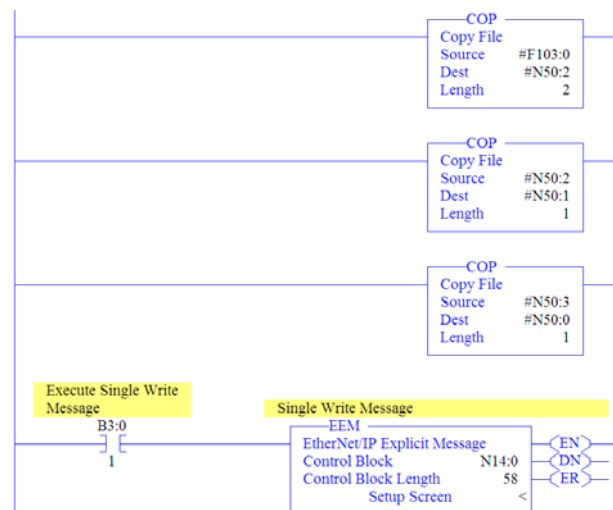 COP
Copy File
Source #F103:0
Dest #N50:2
Length 2
COP
Copy File
Source #N50:2
Dest #N50:1
Length 1
COP
Copy File
Source #N50:3
Dest #N50:0
Length 1
Execute Single Write
Message
B3:0
1
Single Write Message
EEM
EtherNet/IP Explicit Message
Control Block N14:0
Control Block Length 58
Setup Screen <
EN
DN
ER